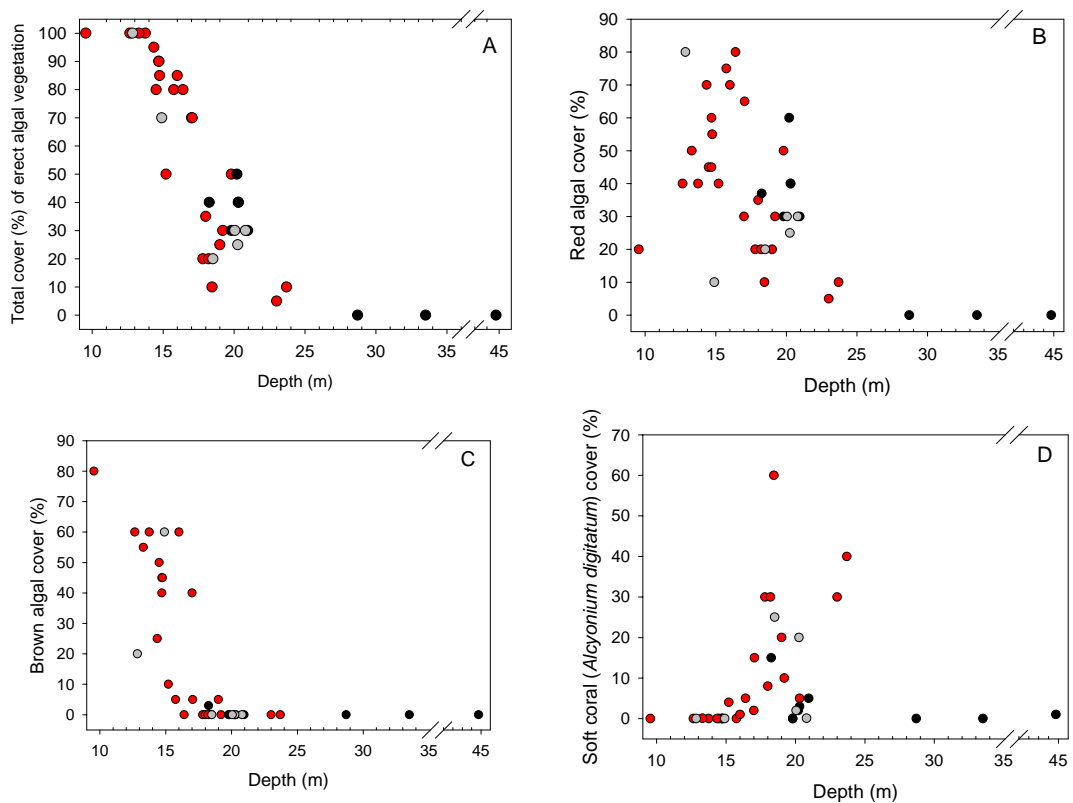 A
Total cover (%) of erect algal vegetation
100
90
80
70
60
50
40
30
20
10
0
10 15 20 25 30 35 45
Depth (m)
B
Red algal cover (%)
90
80
70
60
50
40
30
20
10
0
10 15 20 25 30 35 45
Depth (m)
C
Brown algal cover (%)
90
80
70
60
50
40
30
20
10
0
10 15 20 25 30 35 45
Depth (m)
D
Soft coral (Alcyonium digitatum) cover (%)
70
60
50
40
30
20
10
0
10 15 20 25 30 35 45
Depth (m)